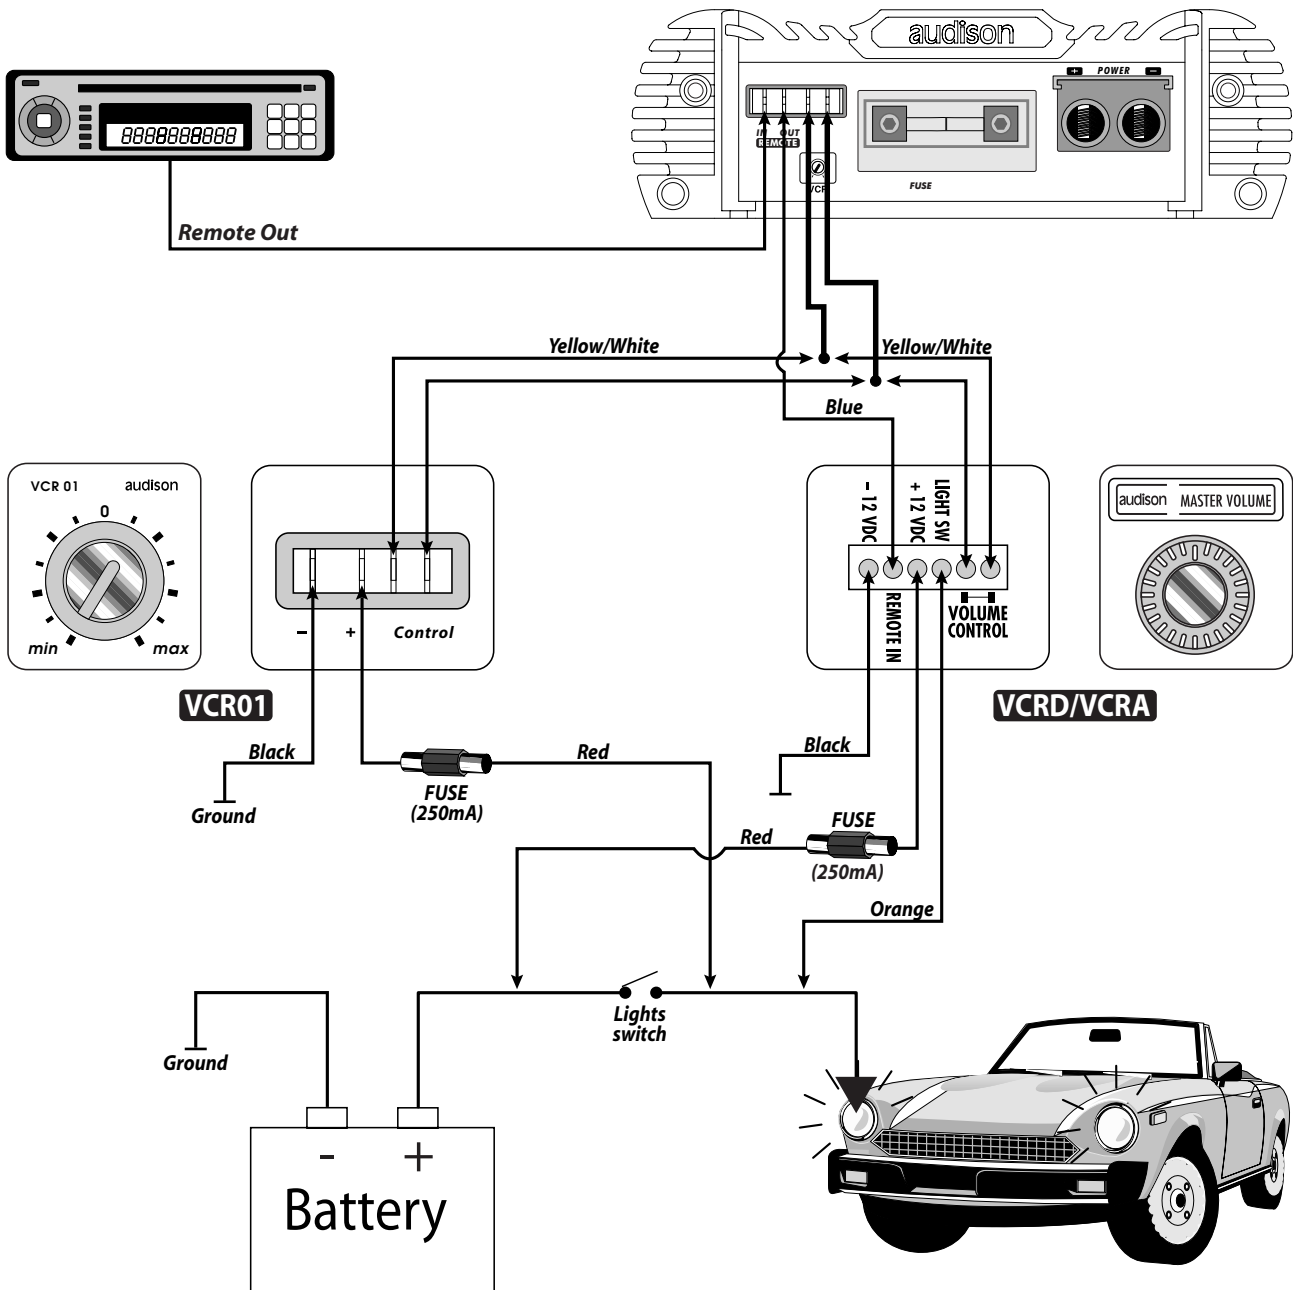 audison
+ POWER −
8888888888
IN OUT
REMOTE
VCR
FUSE
Remote Out
Yellow/White
Yellow/White
Blue
VCR 01 audison
0
min max
− + Control
− 12 VDC
+ 12 VDC
LIGHT SW
REMOTE IN
VOLUME
CONTROL
audison MASTER VOLUME
VCR01
VCRD/VCRA
Black
Ground
FUSE
(250mA)
Red
Black
Red
FUSE
(250mA)
Orange
Lights
switch
Ground
− +
Battery